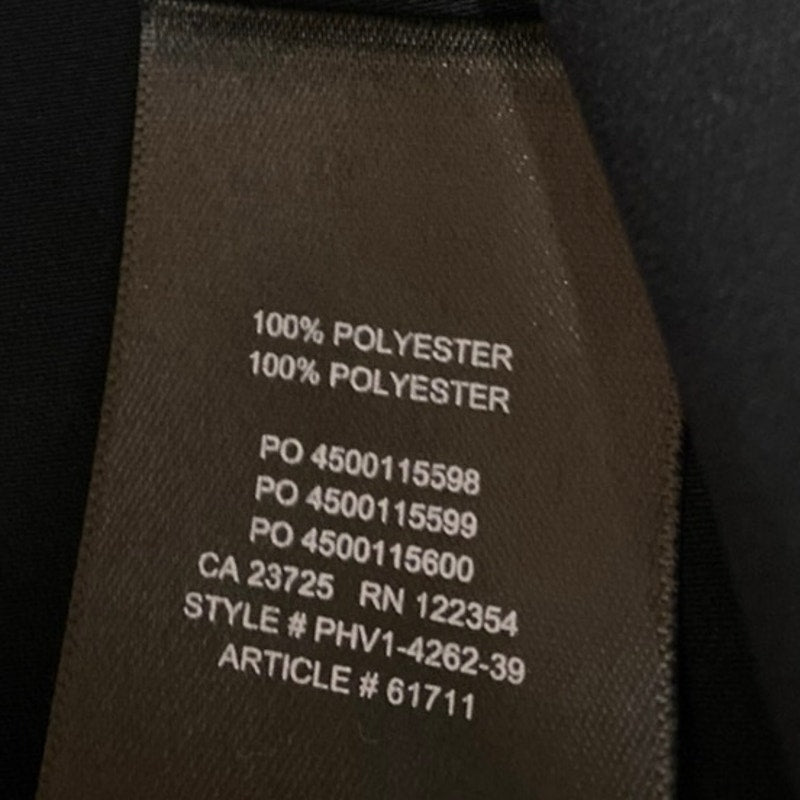 100% POLYESTER
100% POLYESTER
PO 4500115598
PO 4500115599
PO 4500115600
CA 23725 RN 122354
STYLE # PHV1-4262-39
ARTICLE # 61711